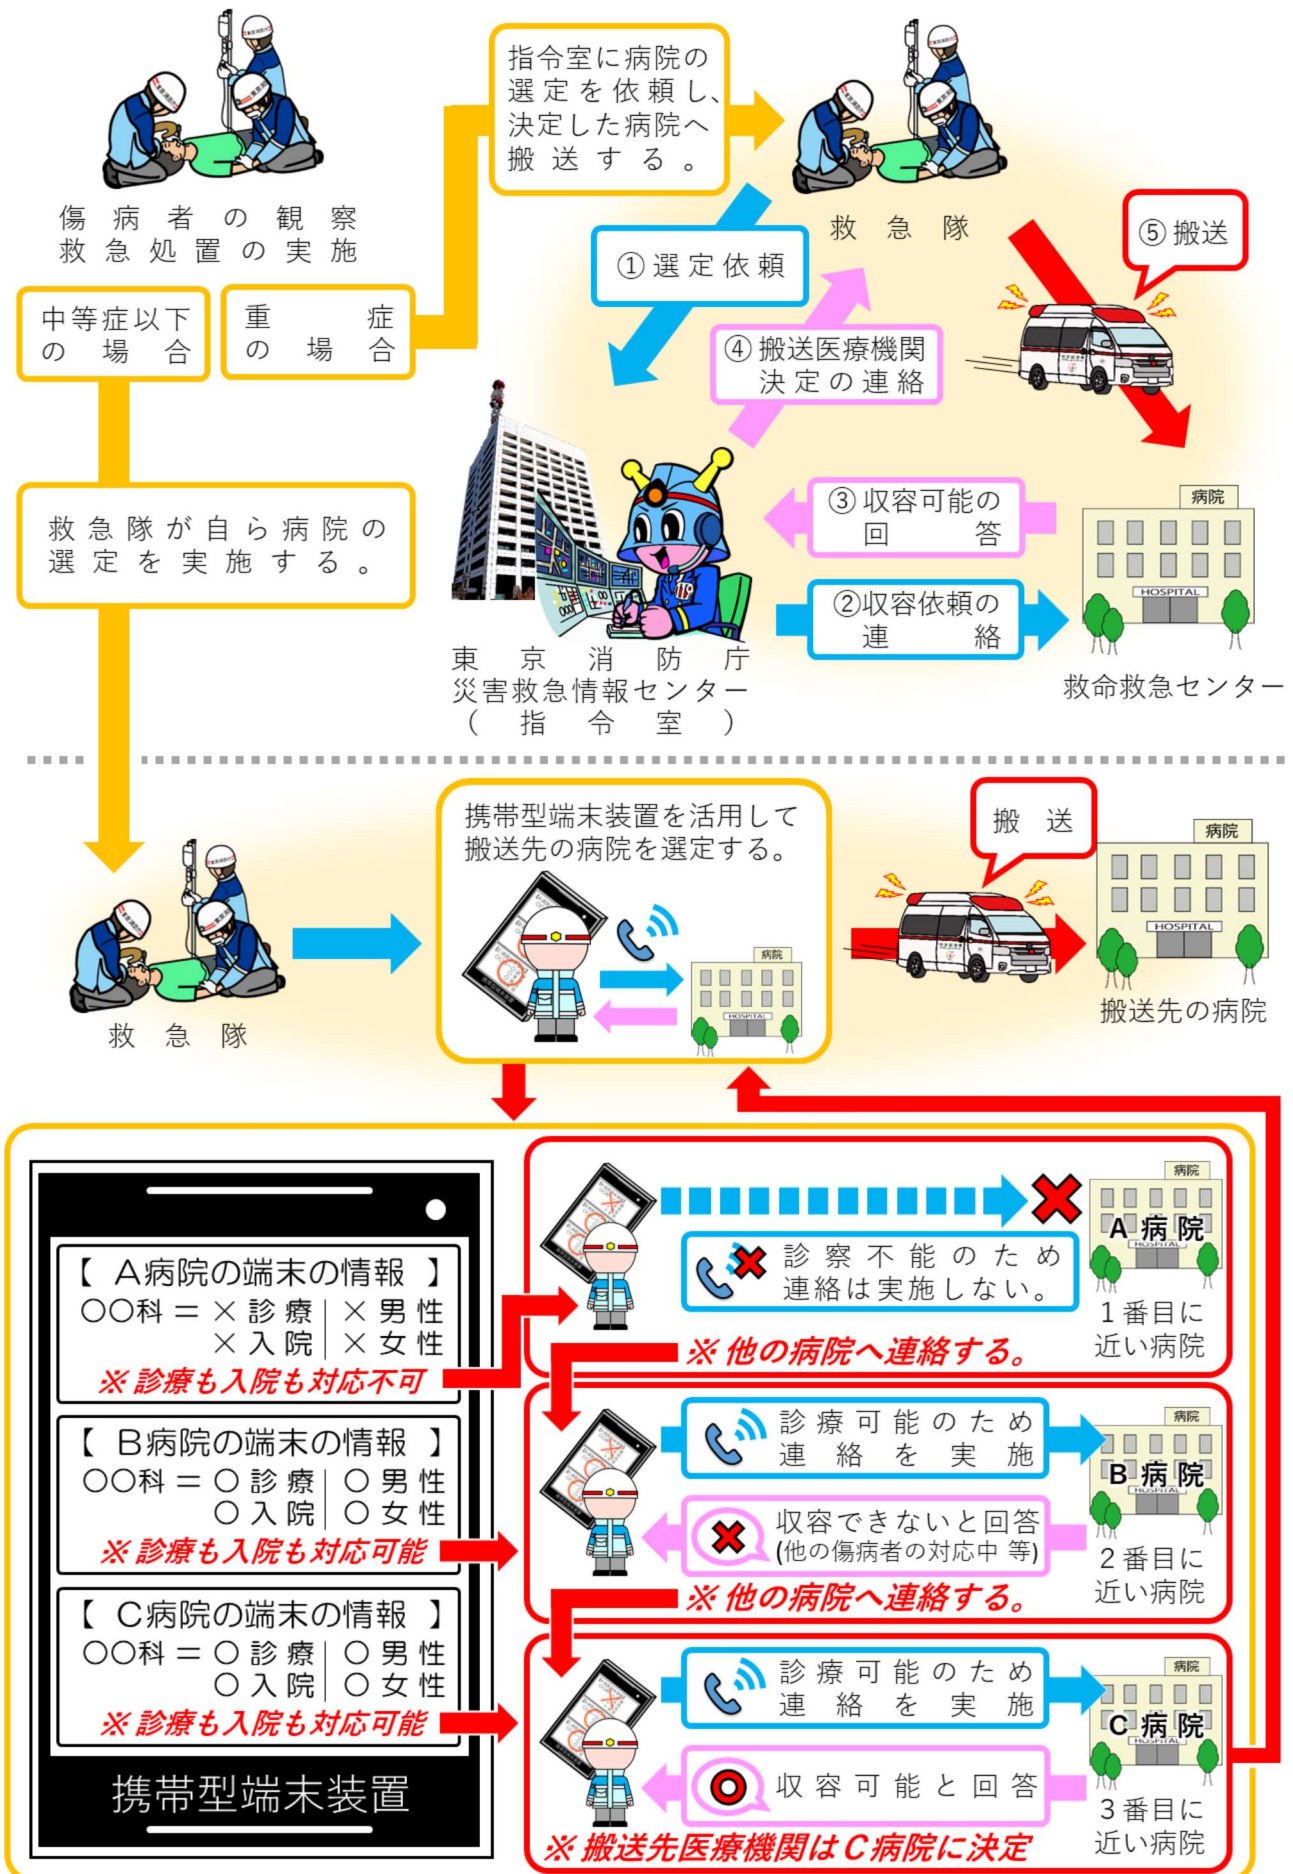 傷病者の観察
救急処置の実施
指令室に病院の
選定を依頼し、
決定した病院へ
搬送する。
救急隊
①選定依頼
⑤搬送
中等症以下
の場合
重症
の場合
④搬送医療機関
決定の連絡
救急隊が自ら病院の
選定を実施する。
③収容可能の
回答
②収容依頼の
連絡
病院
HOSPITAL
救命救急センター
東京消防庁
災害救急情報センター
(指令室)
携帯型端末装置を活用して
搬送先の病院を選定する。
搬送
病院
HOSPITAL
病院
HOSPITAL
搬送先の病院
救急隊
【A病院の端末の情報】
〇〇科=×診療|×男性
×入院|×女性
※診療も入院も対応不可
【B病院の端末の情報】
〇〇科=〇診療|〇男性
〇入院|〇女性
※診療も入院も対応可能
【C病院の端末の情報】
〇〇科=〇診療|〇男性
〇入院|〇女性
※診療も入院も対応可能
携帯型端末装置
診察不能のため
連絡は実施しない。
病院
A病院
HOSPITAL
1番目に
近い病院
※他の病院へ連絡する。
診療可能のため
連絡を実施
収容できないと回答
(他の傷病者の対応中 等)
病院
B病院
HOSPITAL
2番目に
近い病院
※他の病院へ連絡する。
診療可能のため
連絡を実施
収容可能と回答
病院
C病院
HOSPITAL
3番目に
近い病院
※搬送先医療機関はC病院に決定